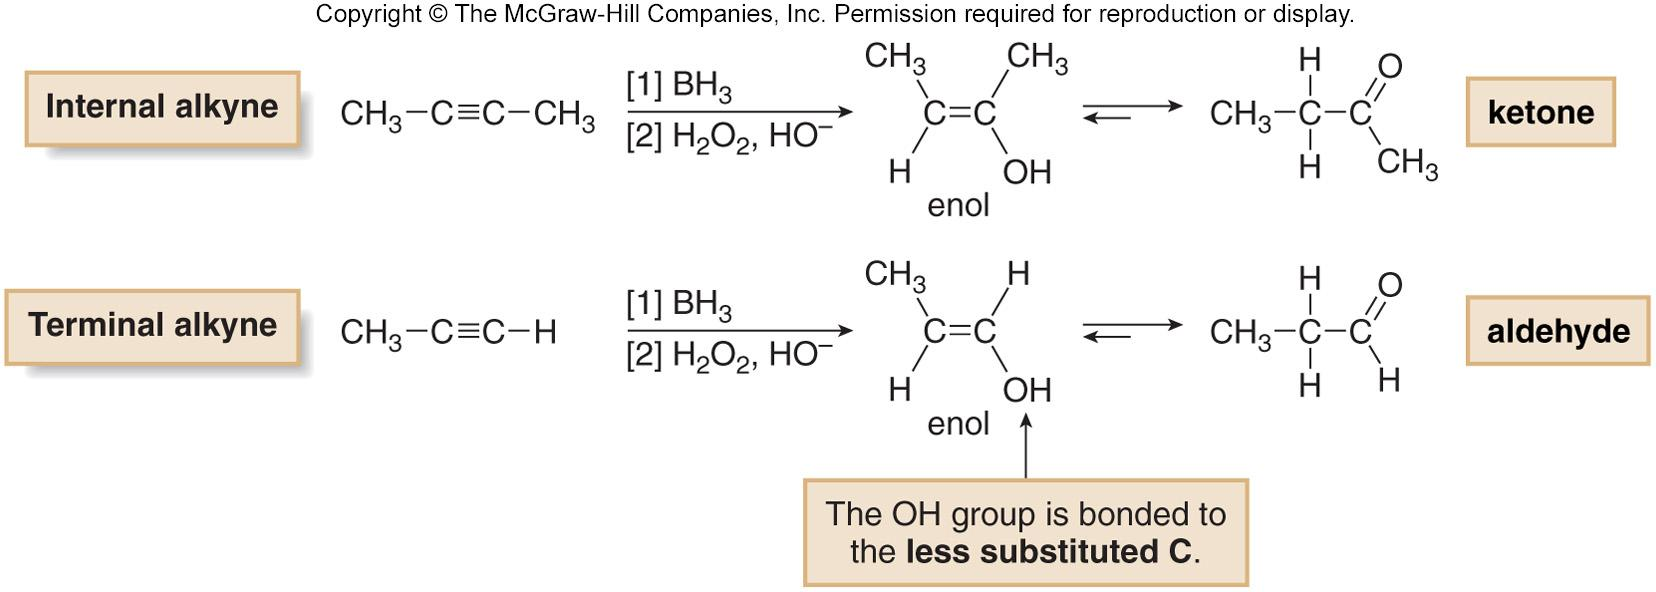 Copyright © The McGraw-Hill Companies, Inc. Permission required for reproduction or display.
Internal alkyne
CH₃−C≡C−CH₃
[1] BH₃
[2] H₂O₂, HO⁻
CH₃ CH₃
C=C
H OH
enol
H O
CH₃−C−C
H CH₃
ketone
Terminal alkyne
CH₃−C≡C−H
[1] BH₃
[2] H₂O₂, HO⁻
CH₃ H
C=C
H OH
enol
H O
CH₃−C−C
H H
aldehyde
The OH group is bonded to
the less substituted C.